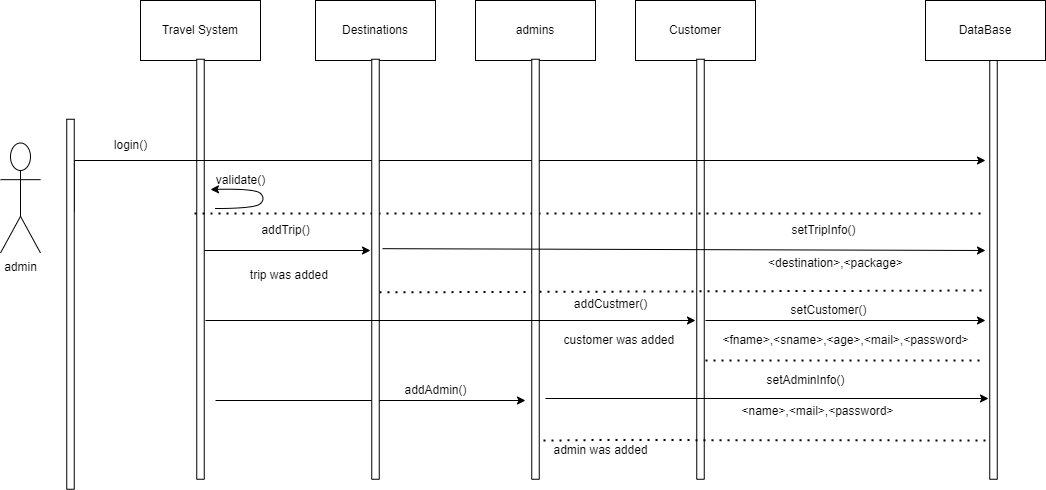 Travel System
Destinations
admins
Customer
DataBase
login()
validate()
addTrip()
setTripInfo()
admin
<destination>,<package>
trip was added
addCustmer()
setCustomer()
customer was added
<fname>,<sname>,<age>,<mail>,<password>
addAdmin()
setAdminInfo()
<name>,<mail>,<password>
admin was added